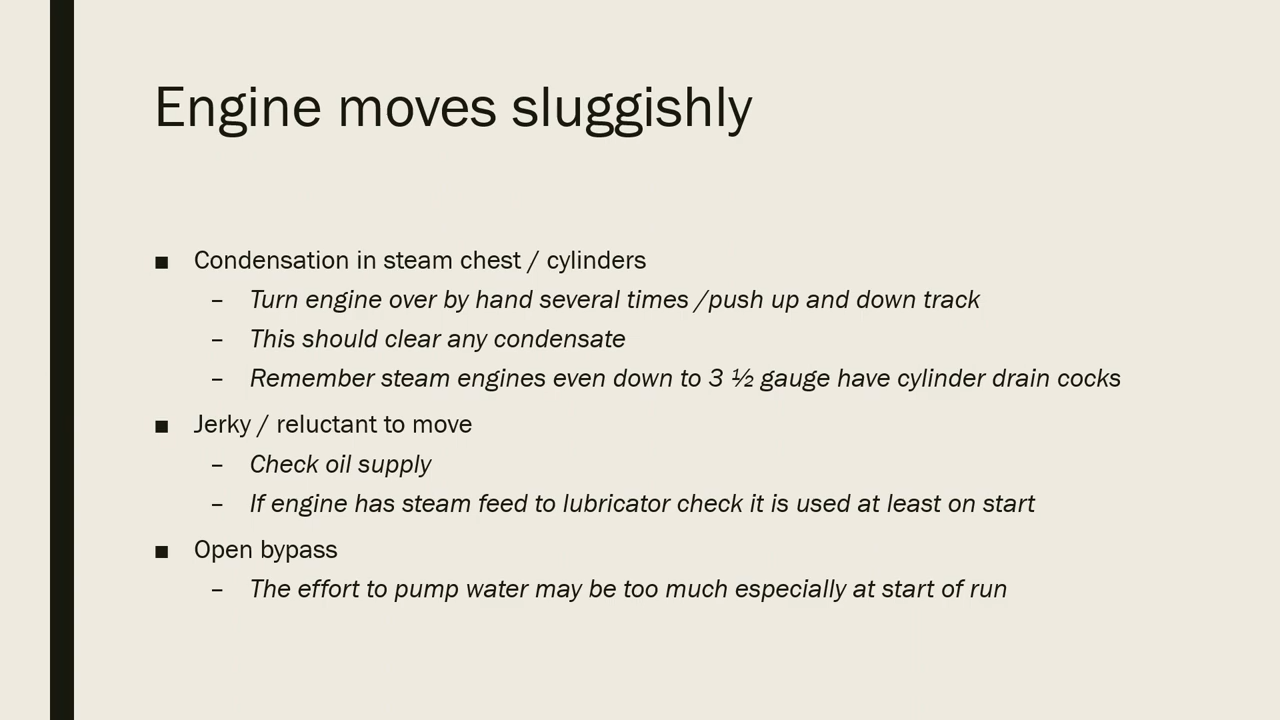 Engine moves sluggishly
■ Condensation in steam chest / cylinders
– Turn engine over by hand several times /push up and down track
– This should clear any condensate
– Remember steam engines even down to 3 ½ gauge have cylinder drain cocks
■ Jerky / reluctant to move
– Check oil supply
– If engine has steam feed to lubricator check it is used at least on start
■ Open bypass
– The effort to pump water may be too much especially at start of run